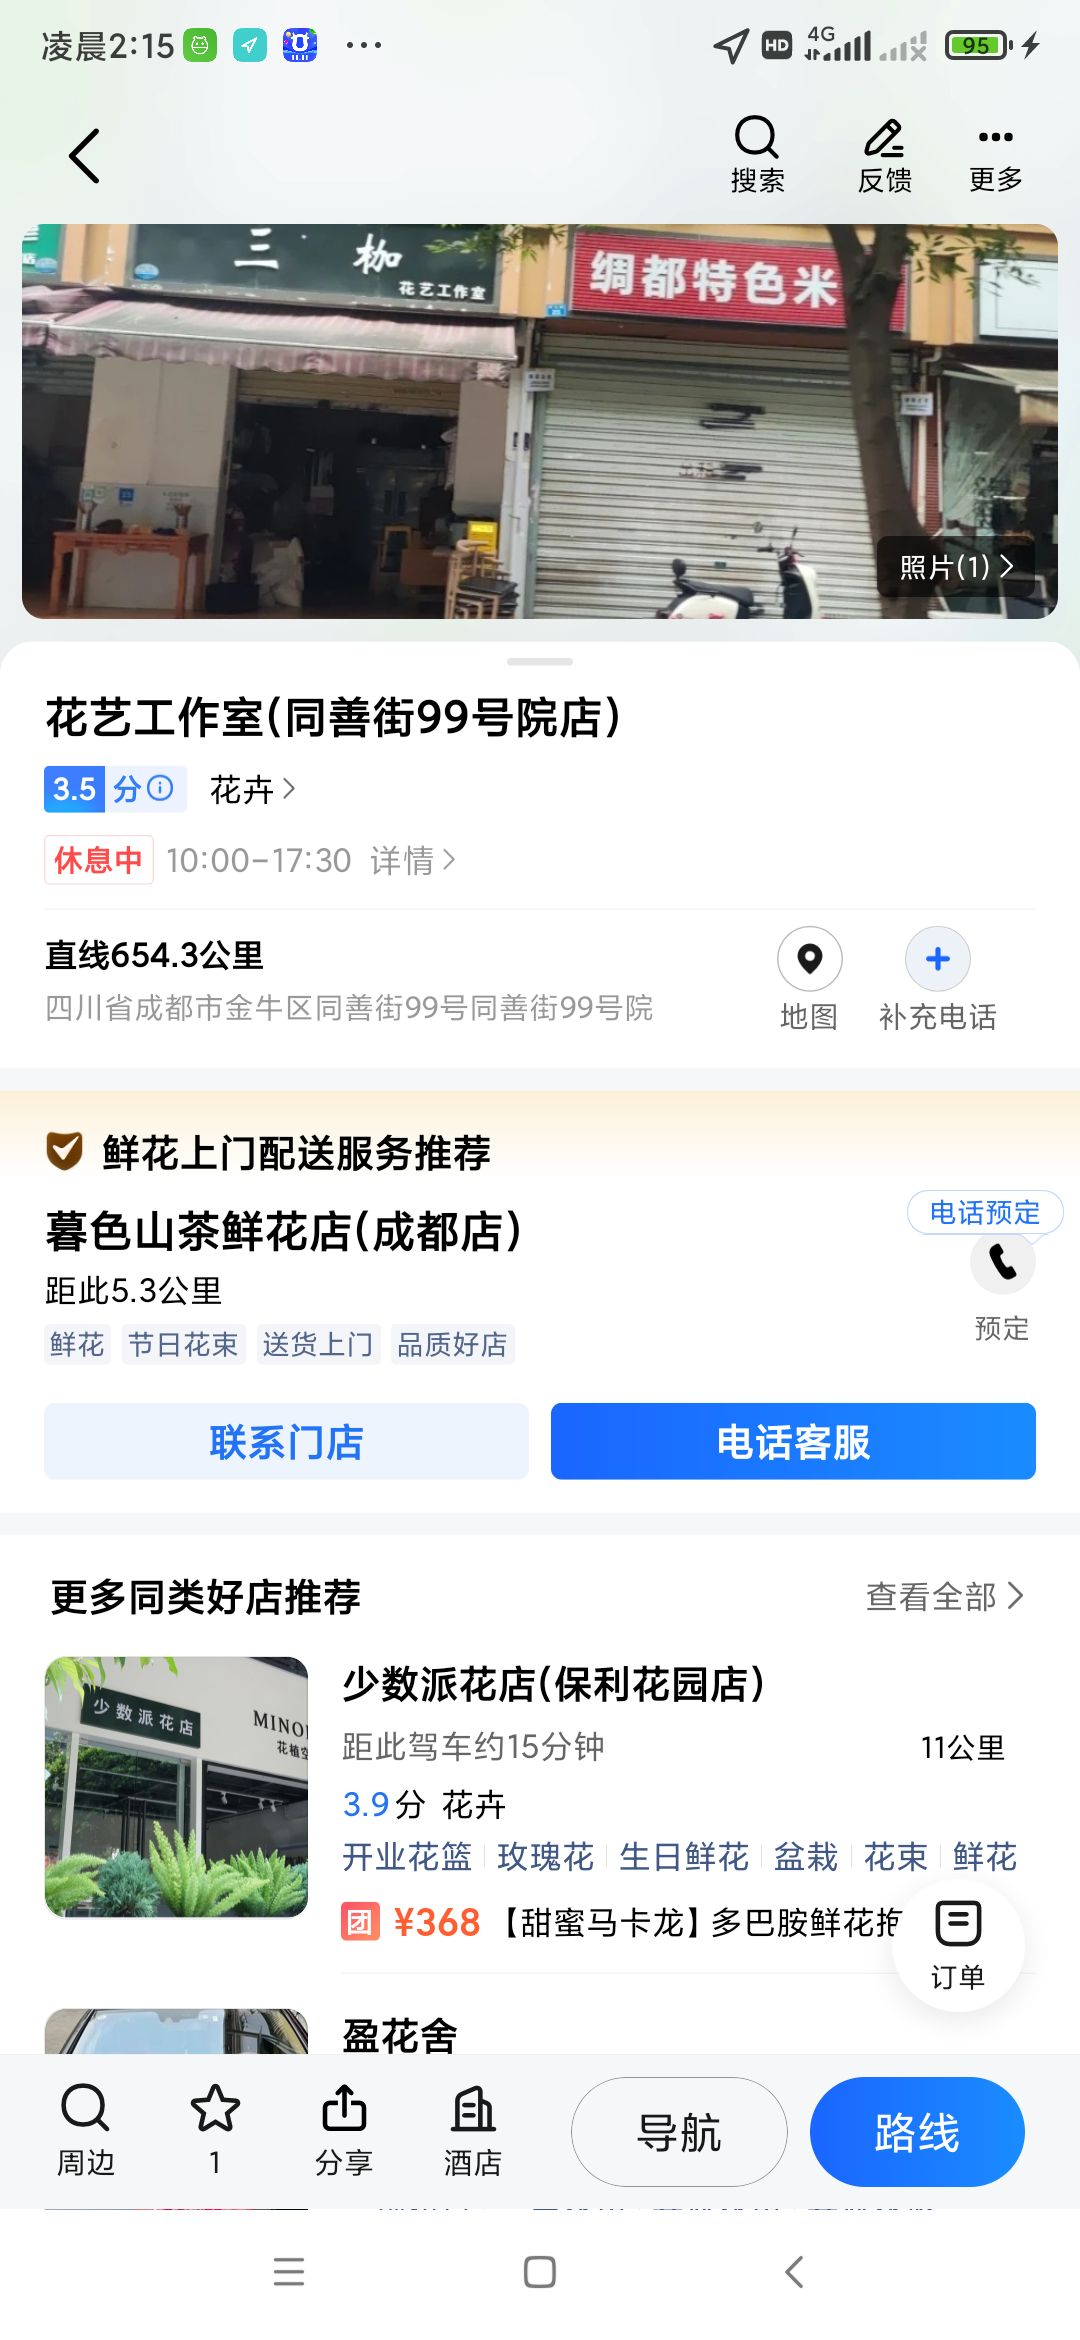 凌晨2:15
HD 4G 95
搜索 反馈 更多
三 枷
花艺工作室
绸都特色米
照片(1)
花艺工作室(同善街99号院店)
3.5 分 花卉
休息中 10:00-17:30 详情
直线654.3公里
四川省成都市金牛区同善街99号同善街99号院
地图 补充电话
鲜花上门配送服务推荐
暮色山茶鲜花店(成都店)
电话预定
距此5.3公里
预定
鲜花 节日花束 送货上门 品质好店
联系门店 电话客服
更多同类好店推荐 查看全部
少数派花店
MINO
花植
少数派花店(保利花园店)
距此驾车约15分钟 11公里
3.9分 花卉
开业花篮 玫瑰花 生日鲜花 盆栽 花束 鲜花
团 ¥368 【甜蜜马卡龙】多巴胺鲜花
订单
盈花舍
周边 1 分享 酒店 导航 路线